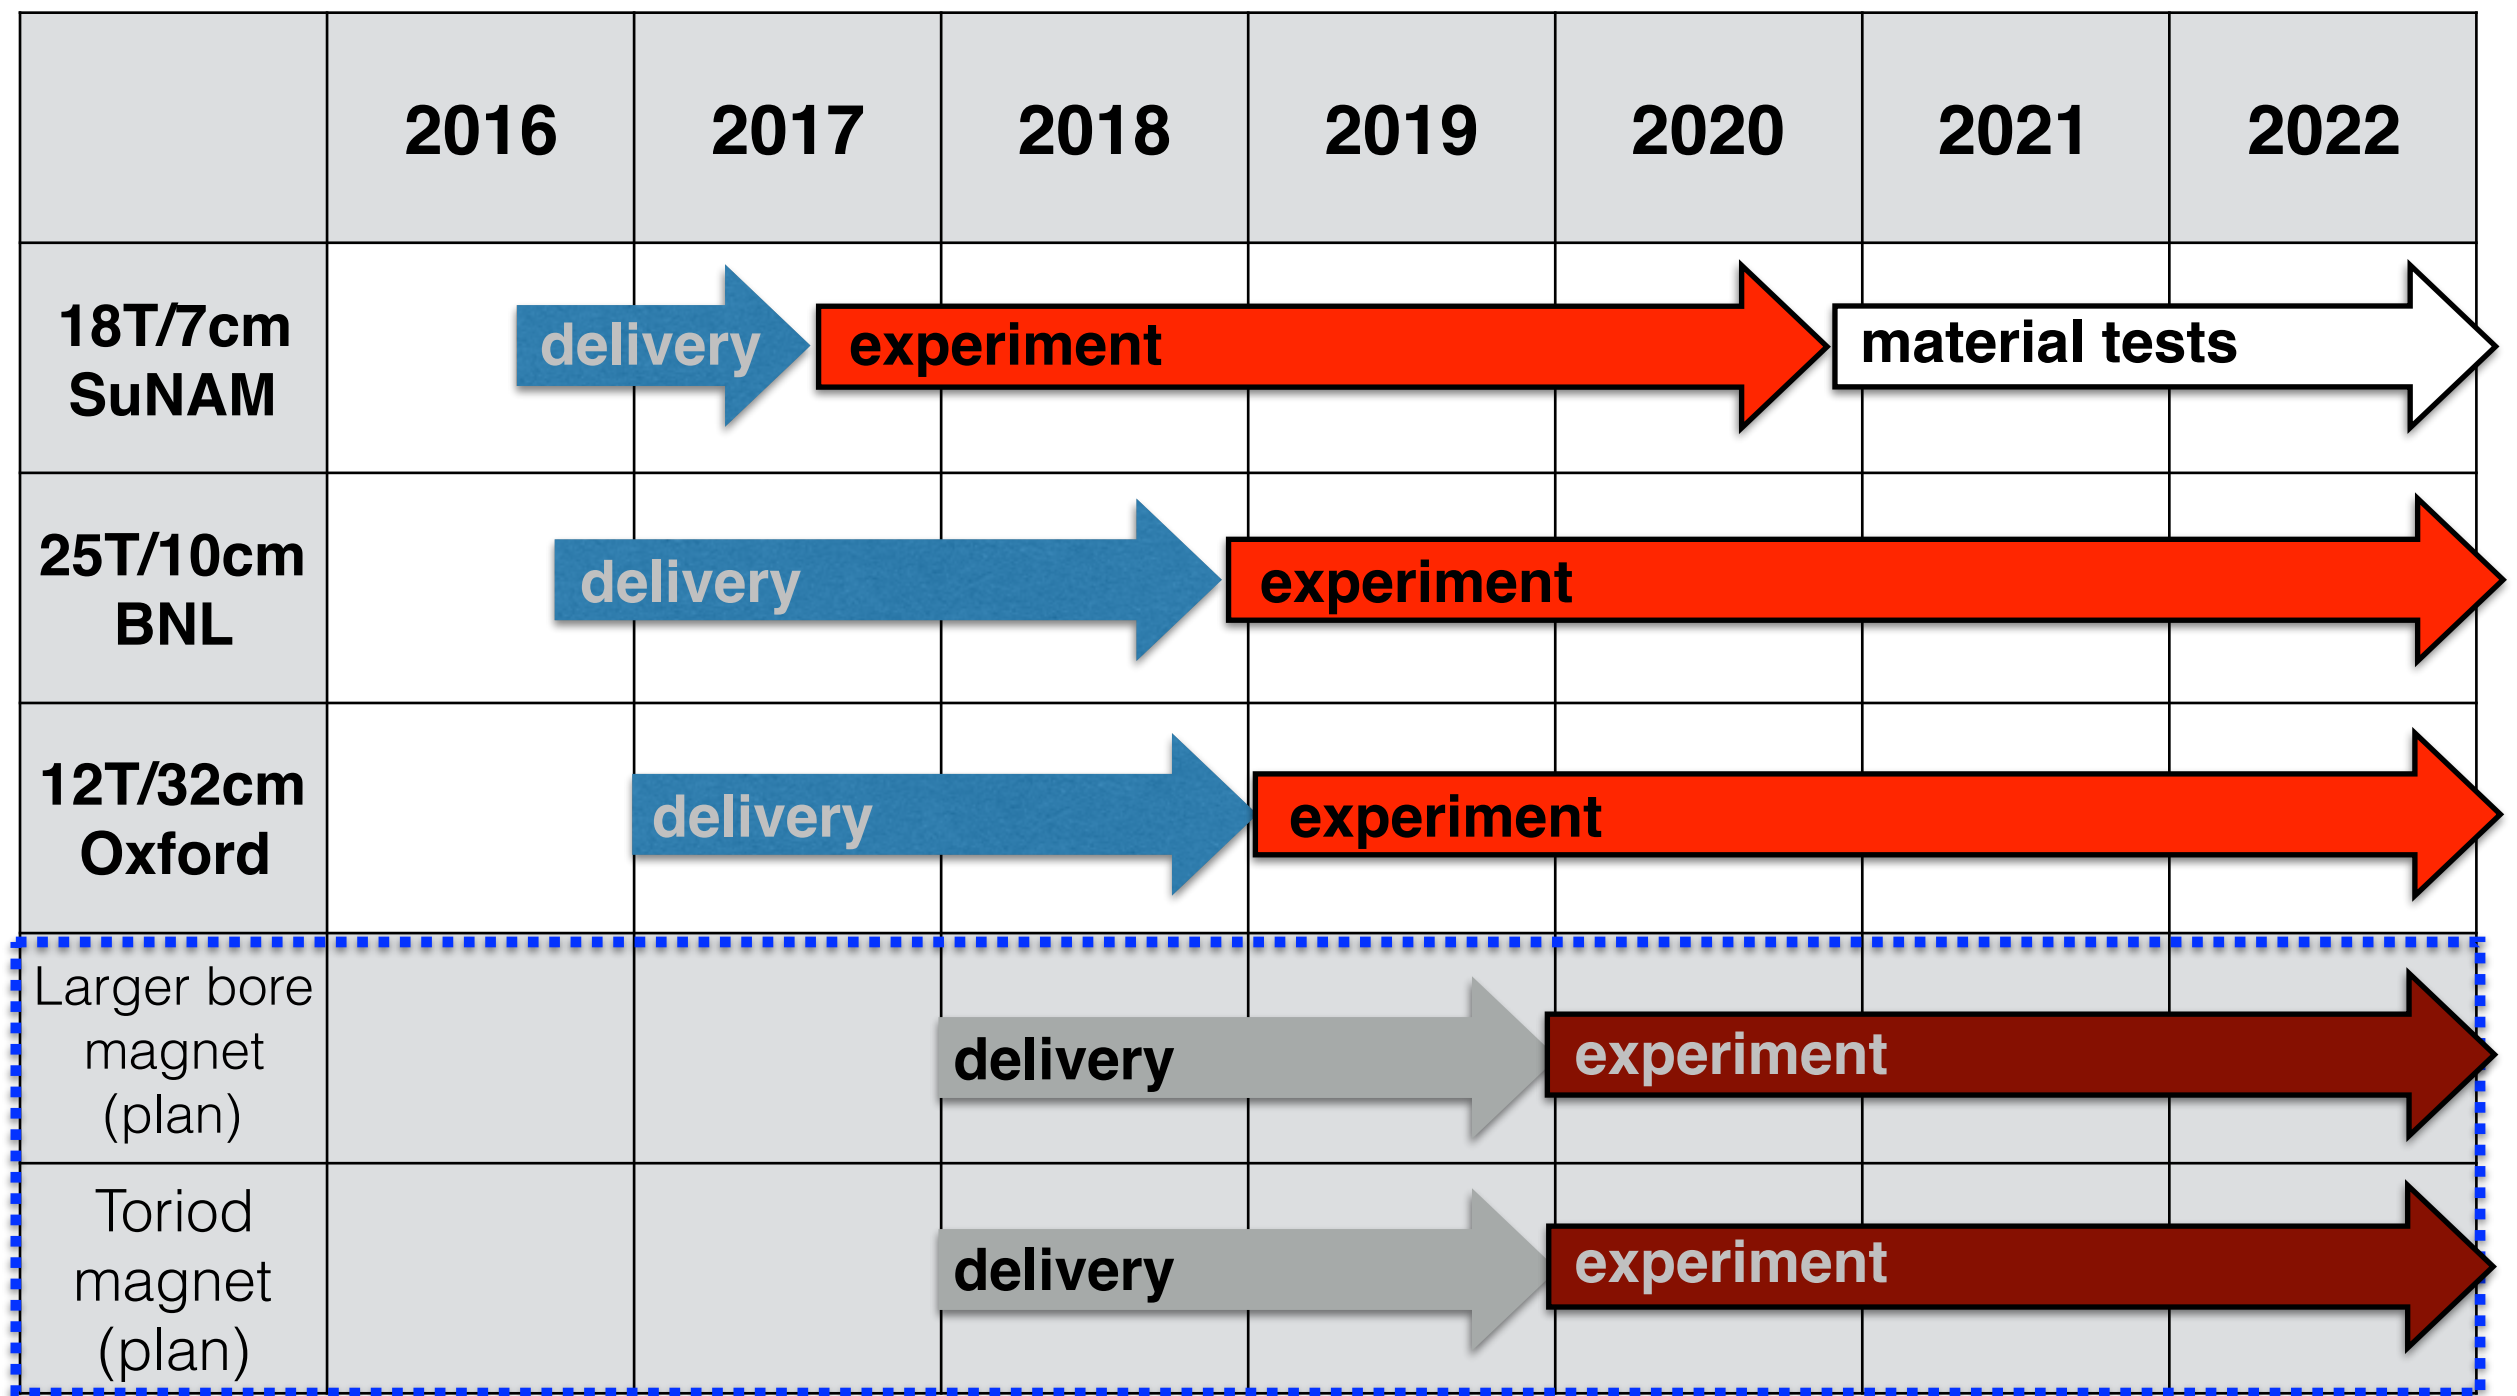 2016 2017 2018 2019 2020 2021 2022
18T/7cm
SuNAM
delivery
experiment
material tests
25T/10cm
BNL
delivery
experiment
12T/32cm
Oxford
delivery
experiment
Larger bore
magnet
(plan)
delivery
experiment
Toriod
magnet
(plan)
delivery
experiment